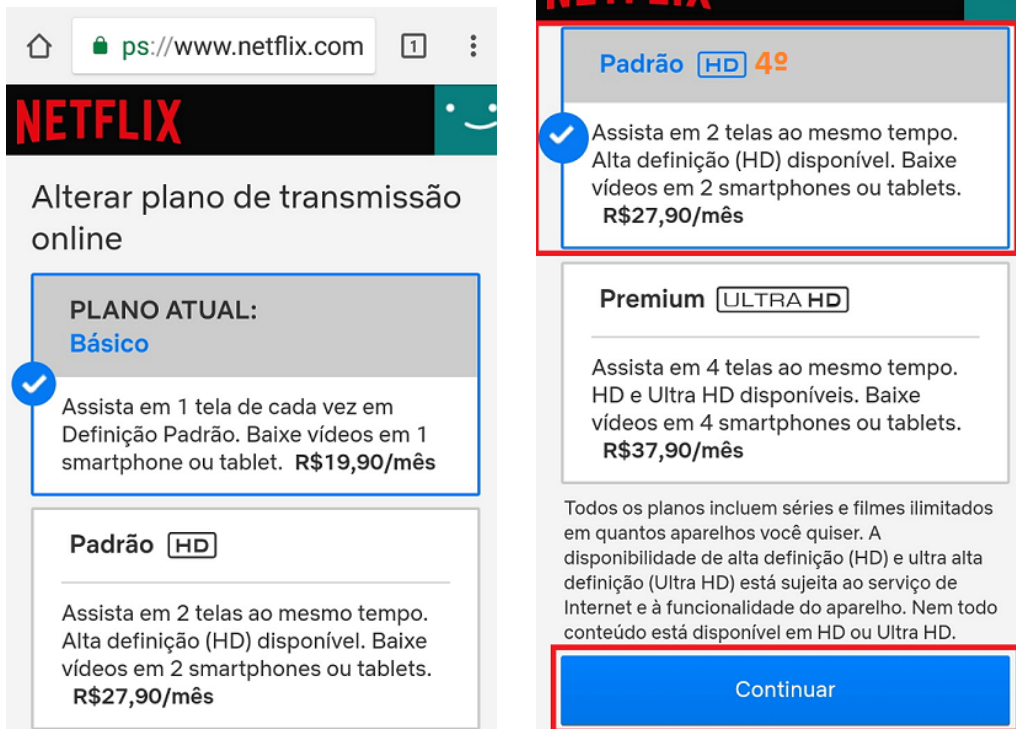 ps://www.netflix.com
1
NETFLIX
Alterar plano de transmissão
online
PLANO ATUAL:
Básico
Assista em 1 tela de cada vez em
Definição Padrão. Baixe vídeos em 1
smartphone ou tablet. R$19,90/mês
Padrão HD
Assista em 2 telas ao mesmo tempo.
Alta definição (HD) disponível. Baixe
vídeos em 2 smartphones ou tablets.
R$27,90/mês
NETFLIX
Padrão HD 4º
Assista em 2 telas ao mesmo tempo.
Alta definição (HD) disponível. Baixe
vídeos em 2 smartphones ou tablets.
R$27,90/mês
Premium ULTRA HD
Assista em 4 telas ao mesmo tempo.
HD e Ultra HD disponíveis. Baixe
vídeos em 4 smartphones ou tablets.
R$37,90/mês
Todos os planos incluem séries e filmes ilimitados
em quantos aparelhos você quiser. A
disponibilidade de alta definição (HD) e ultra alta
definição (Ultra HD) está sujeita ao serviço de
Internet e à funcionalidade do aparelho. Nem todo
conteúdo está disponível em HD ou Ultra HD.
Continuar